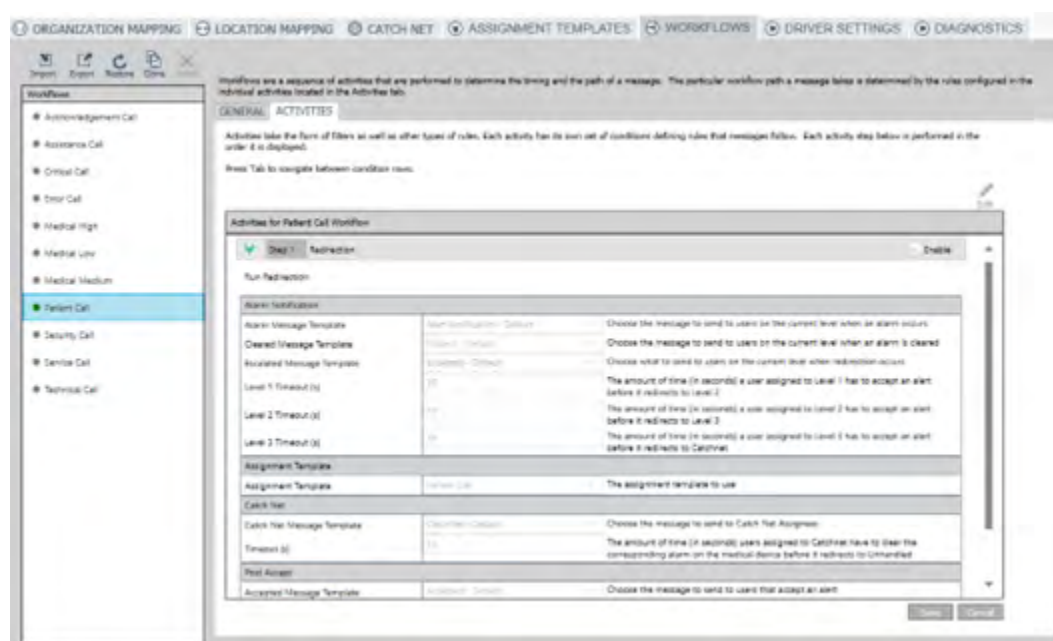 ORGANIZATION MAPPING LOCATION MAPPING CATCH NET ASSIGNMENT TEMPLATES WORKFLOWS DRIVER SETTINGS DIAGNOSTICS
Import Export Restore Clone
Workflows are a sequence of activities that are performed to determine the timing and the path of a message. The particular workflow path a message takes is determined by the rules configured in the
individual activities located in the Activities tab.
Workflows
Acknowledgement Call
Assistance Call
Critical Call
Error Call
Medical High
Medical Low
Medical Medium
Patient Call
Security Call
Service Call
Technical Call
GENERAL ACTIVITIES
Activities take the form of filters as well as other types of rules. Each activity has its own set of conditions defining rules that messages follow. Each activity step below is performed in the
order it is displayed.
Press Tab to navigate between condition rows.
Edit
Activities for Patient Call Workflow
Step 1 Redirection Enable
Run Redirection
Alarm Notification
Alarm Message Template Choose the message to send to users on the current level when an alarm occurs
Cleared Message Template Choose the message to send to users on the current level when an alarm is cleared
Escalated Message Template Choose what to send to users on the current level when redirection occurs
Level 1 Timeout (s) The amount of time (in seconds) a user assigned to Level 1 has to accept an alert
before it redirects to Level 2
Level 2 Timeout (s) The amount of time (in seconds) a user assigned to Level 2 has to accept an alert
before it redirects to Level 3
Level 3 Timeout (s) The amount of time (in seconds) a user assigned to Level 3 has to accept an alert
before it redirects to Catchnet
Assignment Template
Assignment Template Patient Call The assignment template to use
Catch Net
Catch Net Message Template Choose the message to send to Catch Net Assignees
Timeout (s) The amount of time (in seconds) users assigned to Catchnet have to clear the
corresponding alarm on the medical device before it redirects to Unhandled
Post Accept
Accepted Message Template Choose the message to send to users that accept an alert
Save Cancel